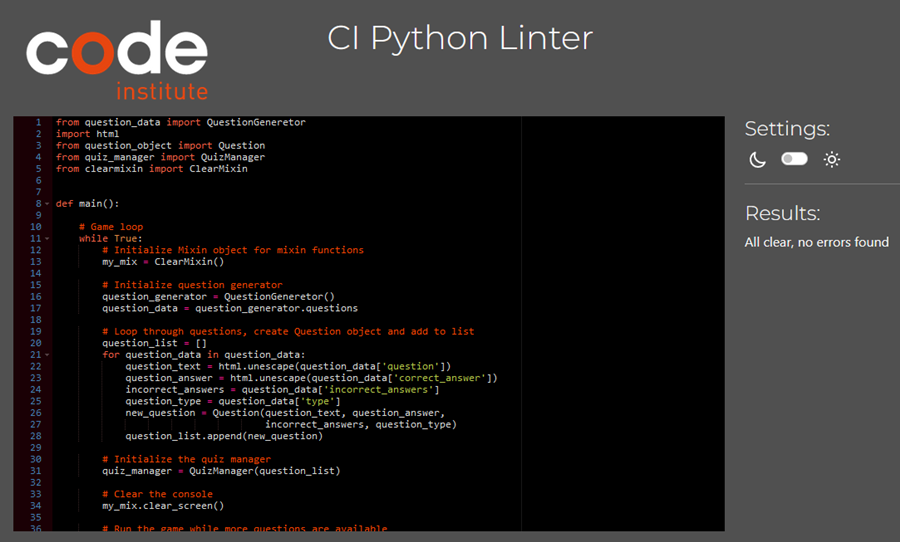 code
institute
CI Python Linter
1 from question_data import QuestionGeneretor
2 import html
3 from question_object import Question
4 from quiz_manager import QuizManager
5 from clearmixin import ClearMixin
6
7
8 def main():
9
10 # Game loop
11 while True:
12 # Initialize Mixin object for mixin functions
13 my_mix = ClearMixin()
14
15 # Initialize question generator
16 question_generator = QuestionGeneretor()
17 question_data = question_generator.questions
18
19 # Loop through questions, create Question object and add to list
20 question_list = []
21 for question_data in question_data:
22 question_text = html.unescape(question_data['question'])
23 question_answer = html.unescape(question_data['correct_answer'])
24 incorrect_answers = question_data['incorrect_answers']
25 question_type = question_data['type']
26 new_question = Question(question_text, question_answer,
27 incorrect_answers, question_type)
28 question_list.append(new_question)
29
30 # Initialize the quiz manager
31 quiz_manager = QuizManager(question_list)
32
33 # Clear the console
34 my_mix.clear_screen()
35
36 # Run the game while more questions are available
Settings:
Results:
All clear, no errors found